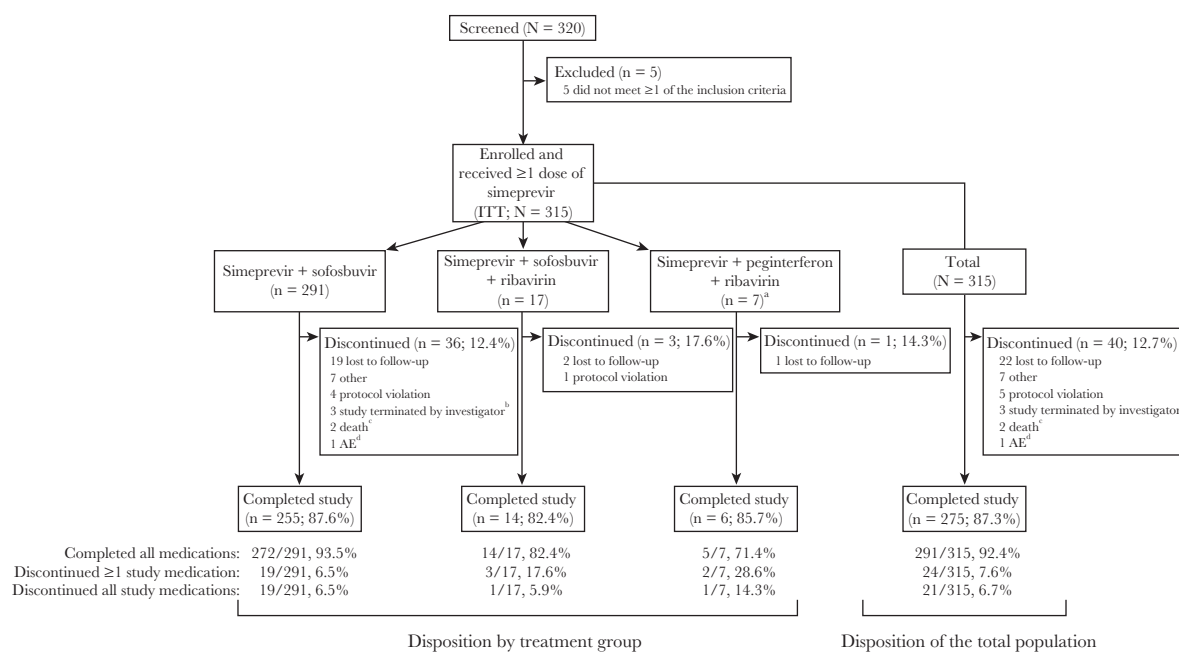 Screened (N = 320)
Excluded (n = 5)
5 did not meet ≥1 of the inclusion criteria
Enrolled and
received ≥1 dose of
simeprevir
(ITT; N = 315)
Simeprevir + sofosbuvir
(n = 291)
Simeprevir + sofosbuvir
+ ribavirin
(n = 17)
Simeprevir + peginterferon
+ ribavirin
(n = 7)a
Total
(N = 315)
Discontinued (n = 36; 12.4%)
19 lost to follow-up
7 other
4 protocol violation
3 study terminated by investigatorb
2 deathc
1 AEd
Discontinued (n = 3; 17.6%)
2 lost to follow-up
1 protocol violation
Discontinued (n = 1; 14.3%)
1 lost to follow-up
Discontinued (n = 40; 12.7%)
22 lost to follow-up
7 other
5 protocol violation
3 study terminated by investigator
2 deathc
1 AEd
Completed study
(n = 255; 87.6%)
Completed study
(n = 14; 82.4%)
Completed study
(n = 6; 85.7%)
Completed study
(n = 275; 87.3%)
Completed all medications: 272/291, 93.5% 14/17, 82.4% 5/7, 71.4% 291/315, 92.4%
Discontinued ≥1 study medication: 19/291, 6.5% 3/17, 17.6% 2/7, 28.6% 24/315, 7.6%
Discontinued all study medications: 19/291, 6.5% 1/17, 5.9% 1/7, 14.3% 21/315, 6.7%
Disposition by treatment group
Disposition of the total population